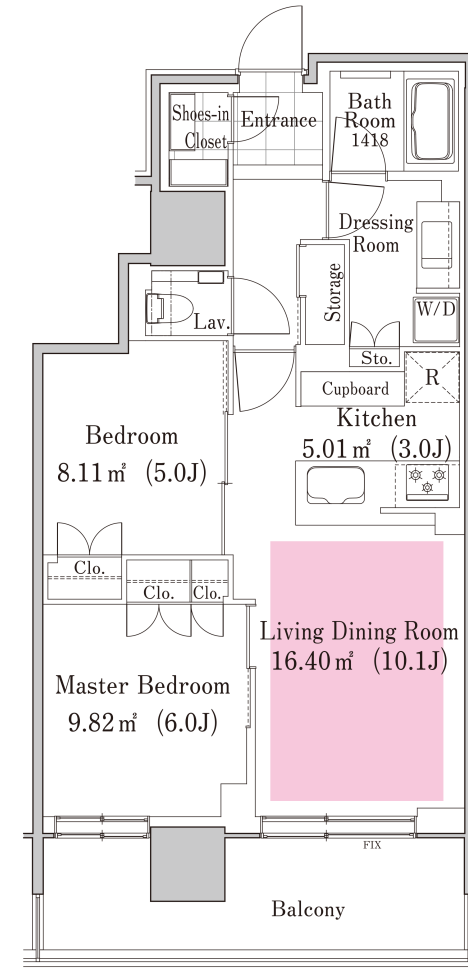 Shoes-in
Closet
Entrance
Bath
Room
1418
Dressing
Room
Storage
Lav.
W/D
Sto.
Cupboard
R
Kitchen
5.01㎡ (3.0J)
Bedroom
8.11㎡ (5.0J)
Clo.
Clo.
Clo.
Living Dining Room
16.40㎡ (10.1J)
Master Bedroom
9.82㎡ (6.0J)
FIX
Balcony